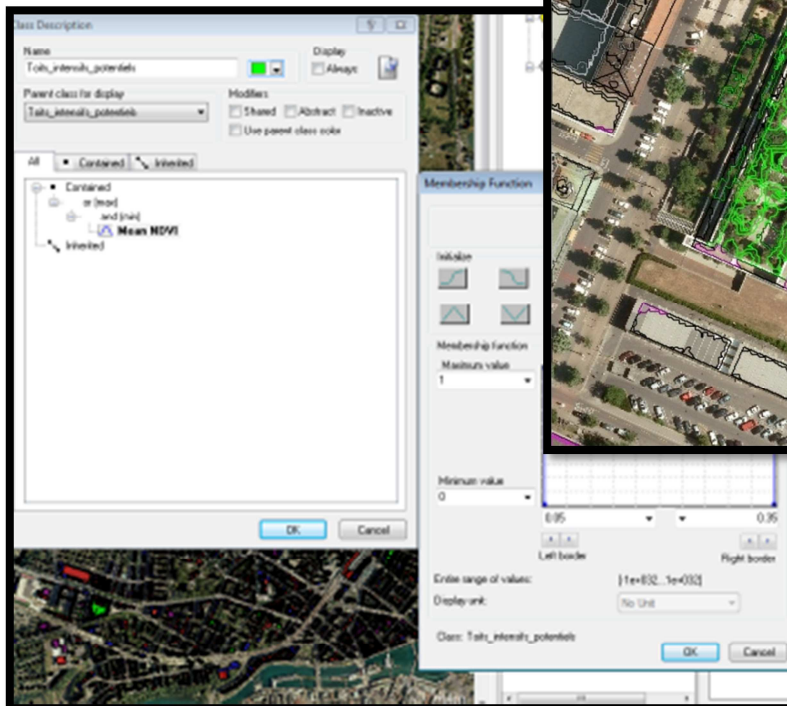 Class Description
Name
Toits_intensifs_potentiels
Display
Always
Parent class for display
Toits_intensifs_potentiels
Modifiers
Shared Abstract Inactive
Use parent class color
All Contained Inherited
Contained
or (max)
and (min)
Mean NDVI
Inherited
OK Cancel
Membership Function
Initialize
Membership function
Maximum value
1
Minimum value
0
0.05 0.35
Left border Right border
Entire range of values: [-1e+032...1e+032]
Display unit: No Unit
Class: Toits_intensifs_potentiels
OK Cancel